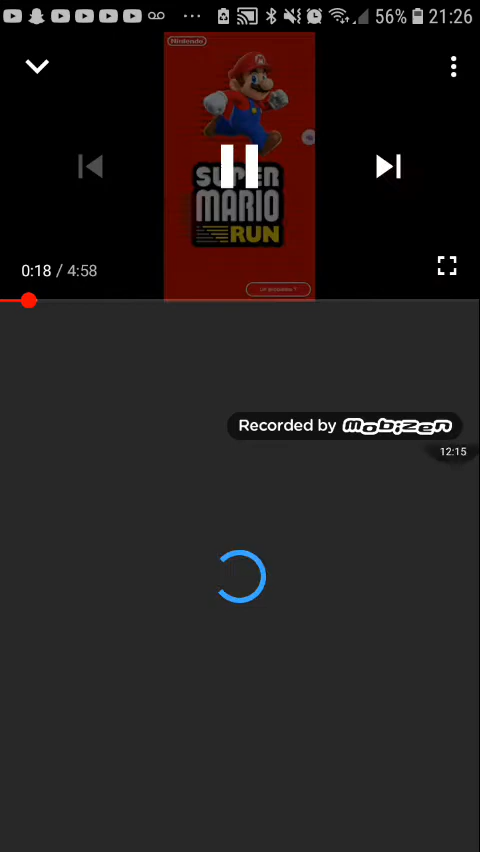 56% 21:26
Nintendo
SUPER
MARIO
RUN
0:18 / 4:58
Recorded by mobizen
12:15